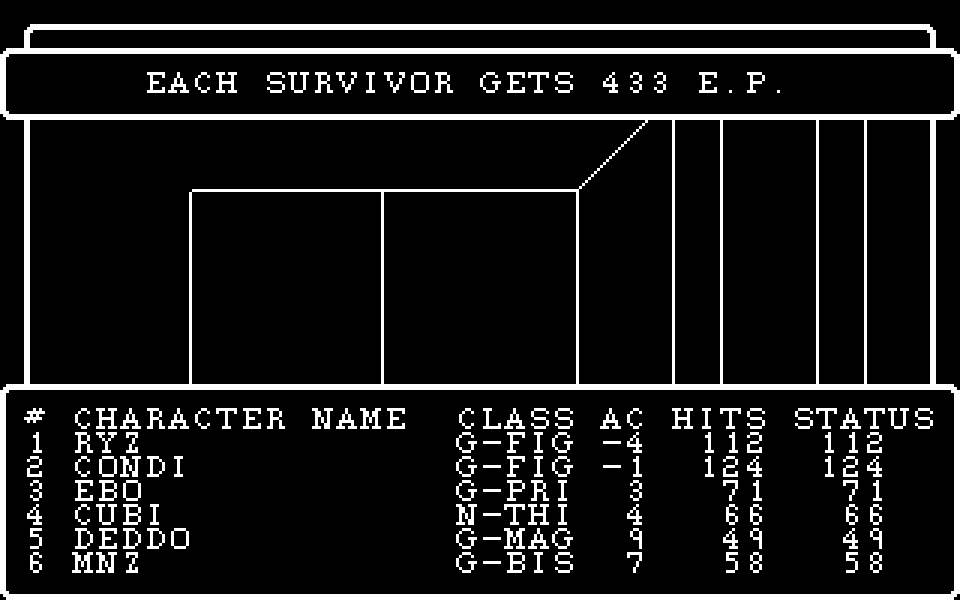 EACH SURVIVOR GETS 433 E.P.
# CHARACTER NAME CLASS AC HITS STATUS
1 RYZ G-FIG -4 112 112
2 CONDI G-FIG -1 124 124
3 EBO G-PRI 3 71 71
4 CUBI N-THI 4 66 66
5 DEDDO G-MAG 9 49 49
6 MNZ G-BIS 7 58 58